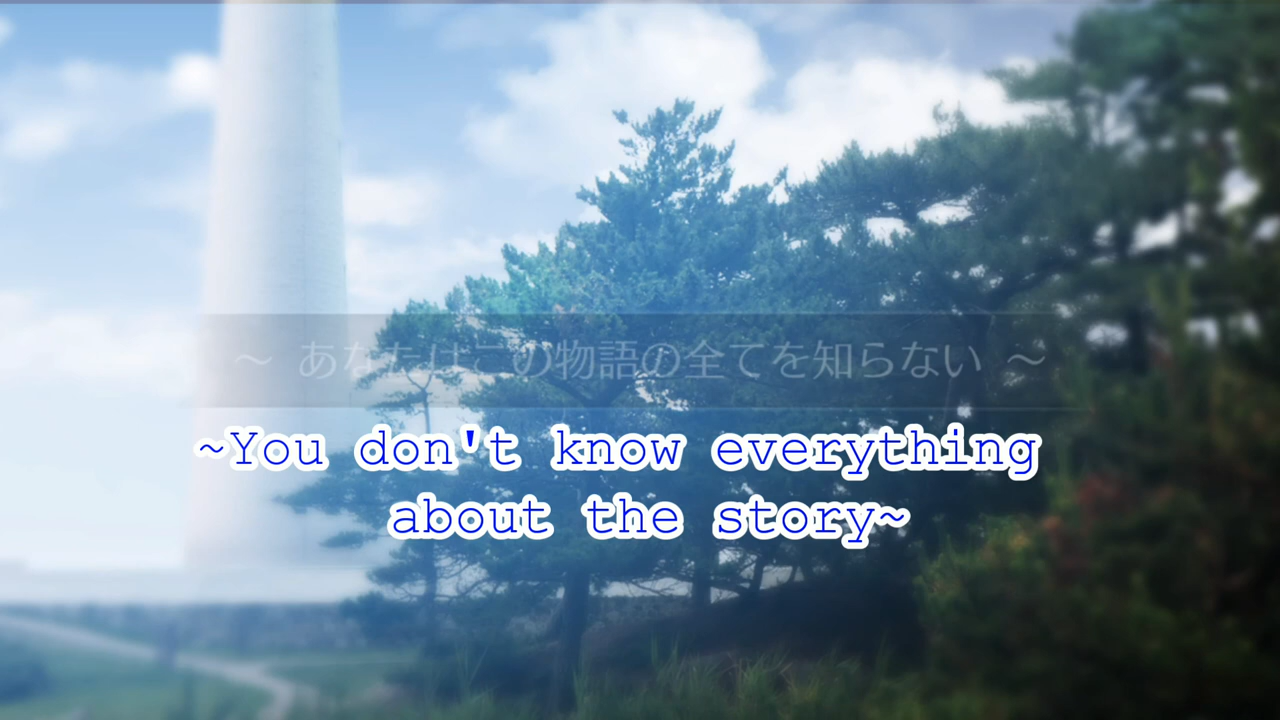 ～ あなたはこの物語の全てを知らない ～
~You don't know everything
about the story~